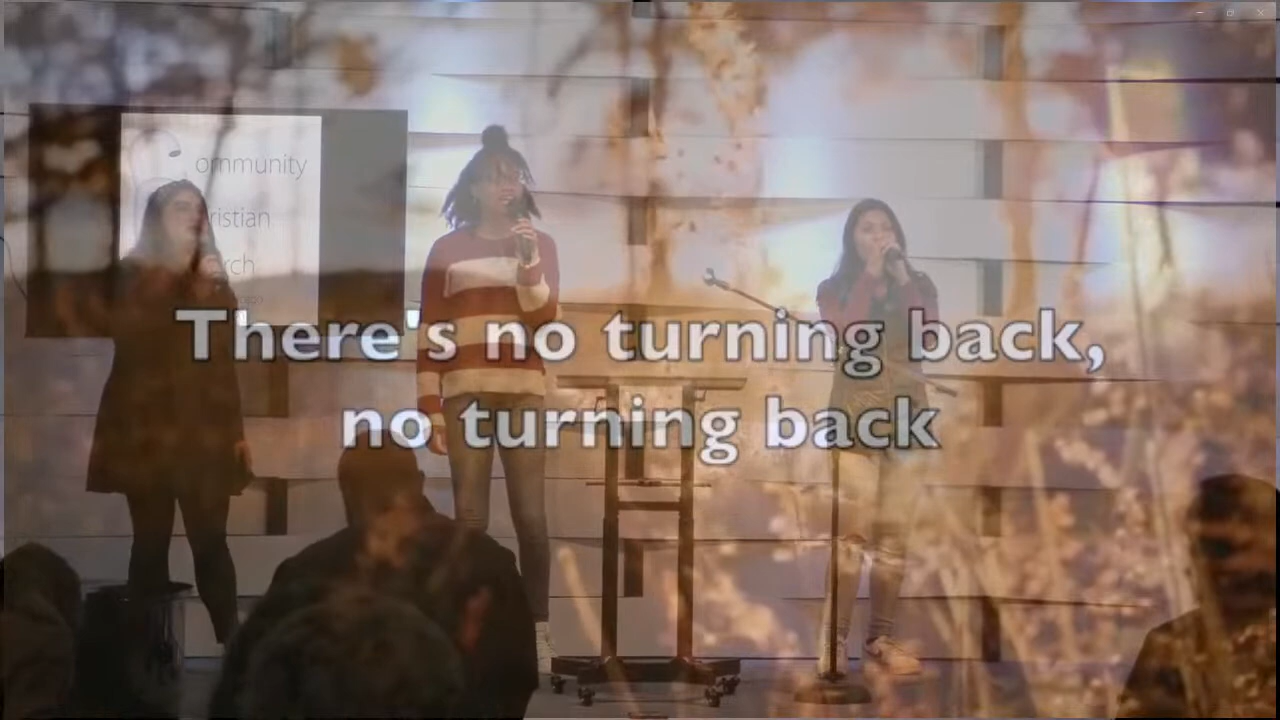 ommunity
ristian
rch
There's no turning back,
no turning back